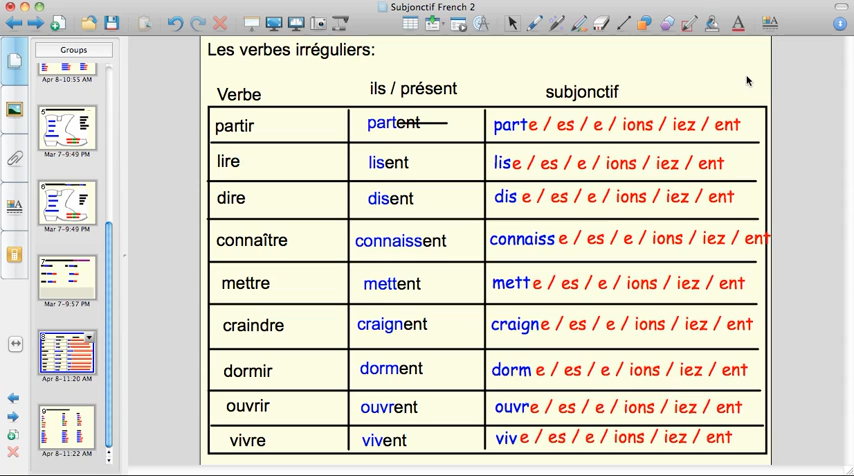 Subjonctif French 2
Groups
Apr 8-10:55 AM
5
Mar 7-9:49 PM
6
Mar 7-9:49 PM
7
Mar 7-9:57 PM
8
Apr 8-11:20 AM
9
Apr 8-11:22 AM
Les verbes irréguliers:
Verbe ils / présent subjonctif
partir partent parte / es / e / ions / iez / ent
lire lisent lise / es / e / ions / iez / ent
dire disent dis e / es / e / ions / iez / ent
connaître connaissent connaiss e / es / e / ions / iez / ent
mettre mettent mette / es / e / ions / iez / ent
craindre craignent craigne / es / e / ions / iez / ent
dormir dorment dorm e / es / e / ions / iez / ent
ouvrir ouvrent ouvre / es / e / ions / iez / ent
vivre vivent vive / es / e / ions / iez / ent